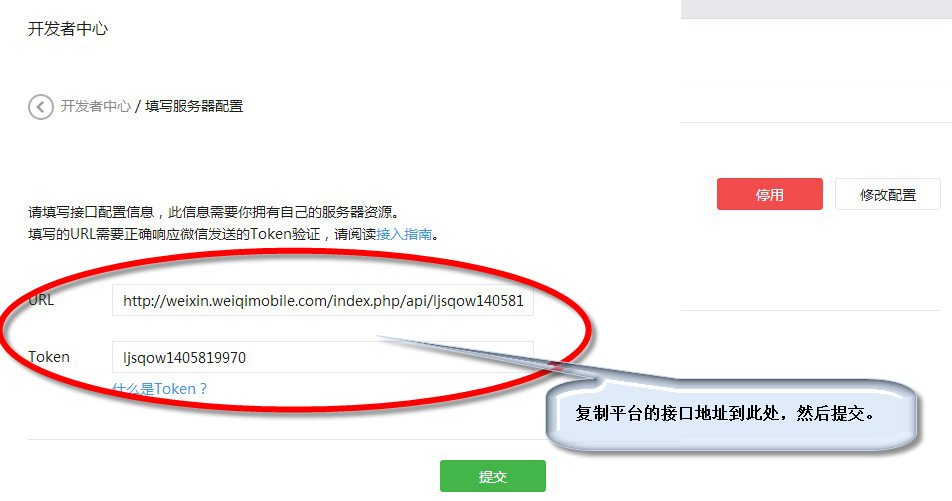 开发者中心
开发者中心 / 填写服务器配置
停用
修改配置
请填写接口配置信息，此信息需要你拥有自己的服务器资源。
填写的URL需要正确响应微信发送的Token验证，请阅读接入指南。
URL
http://weixin.weiqimobile.com/index.php/api/ljsqow140581
Token
ljsqow1405819970
什么是Token？
复制平台的接口地址到此处，然后提交。
提交